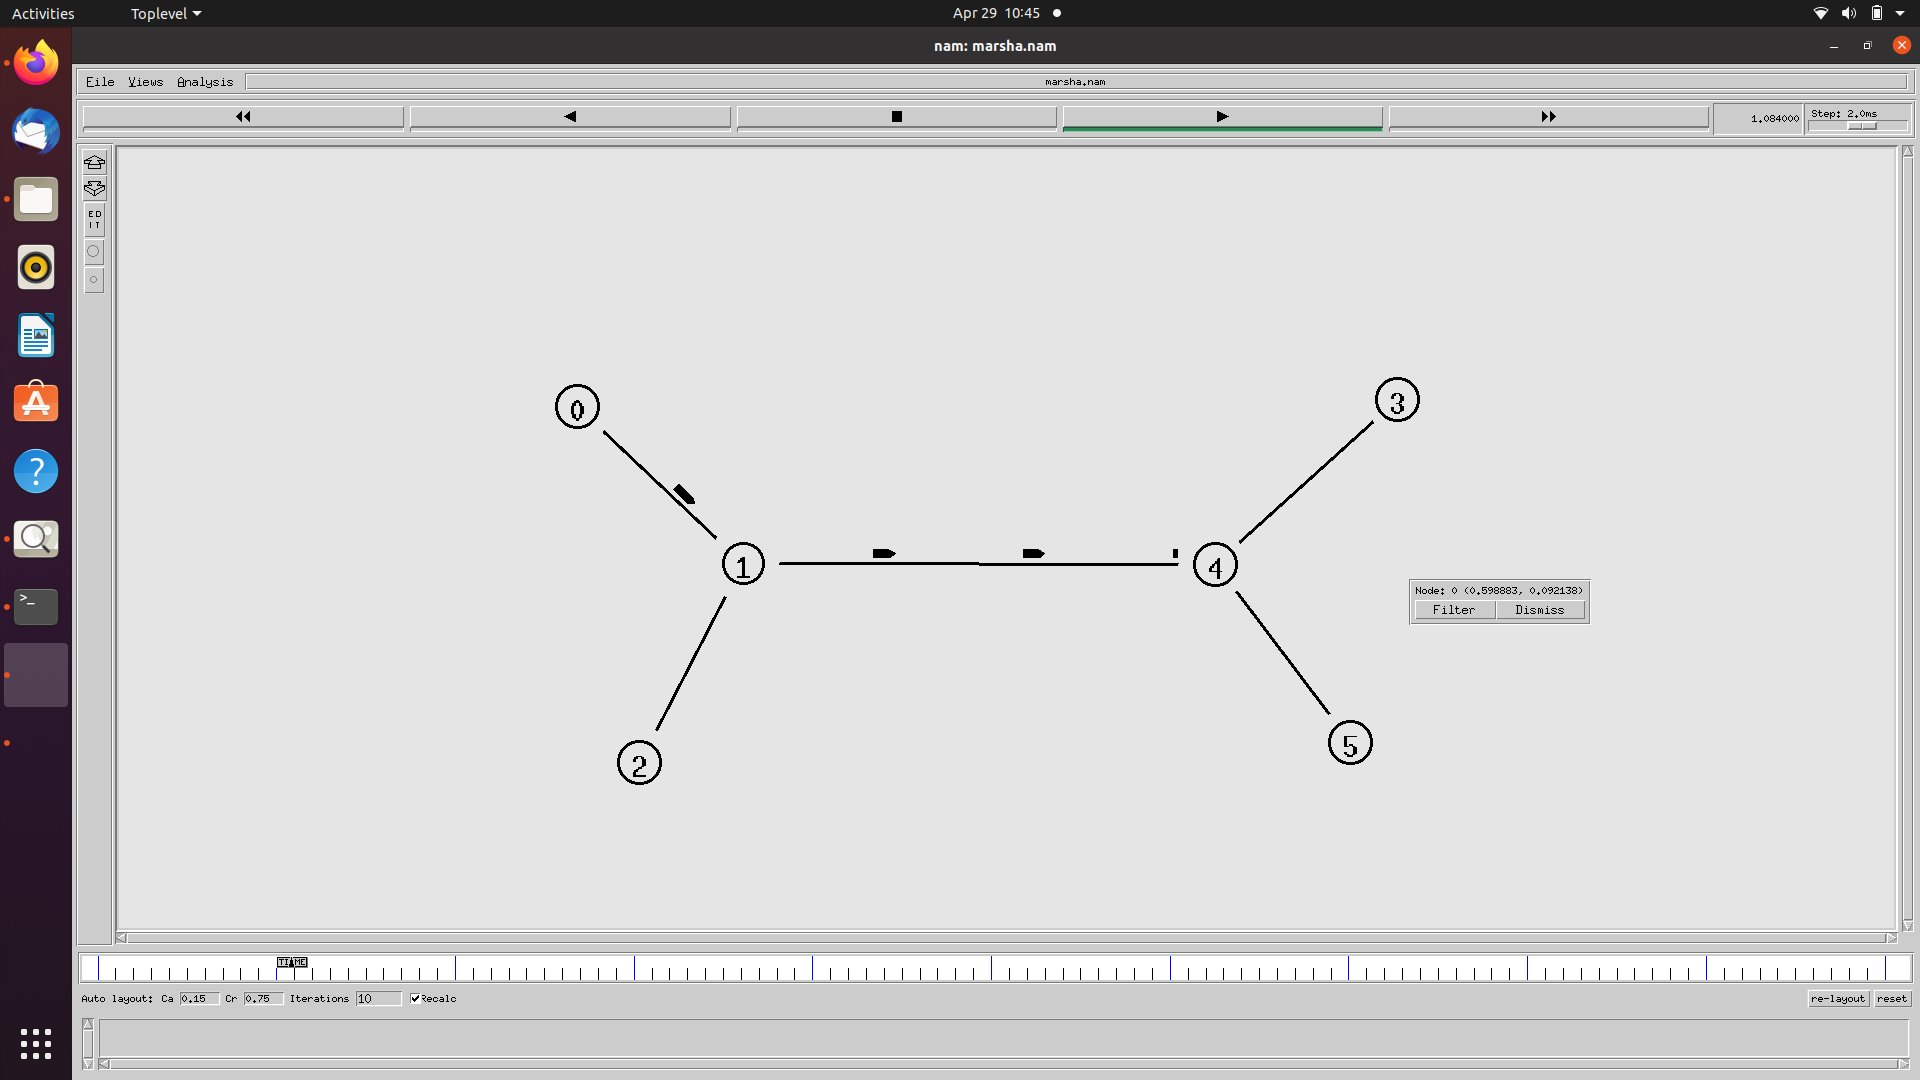 Activities Toplevel Apr 29 10:45
nam: marsha.nam
File Views Analysis marsha.nam
1.084000 Step: 2.0ms
ED
IT
0
3
1
4
Node: 0 (0.598883, 0.092138)
Filter Dismiss
5
2
TIME
Auto layout: Ca 0.15 Cr 0.75 Iterations 10 Recalc re-layout reset